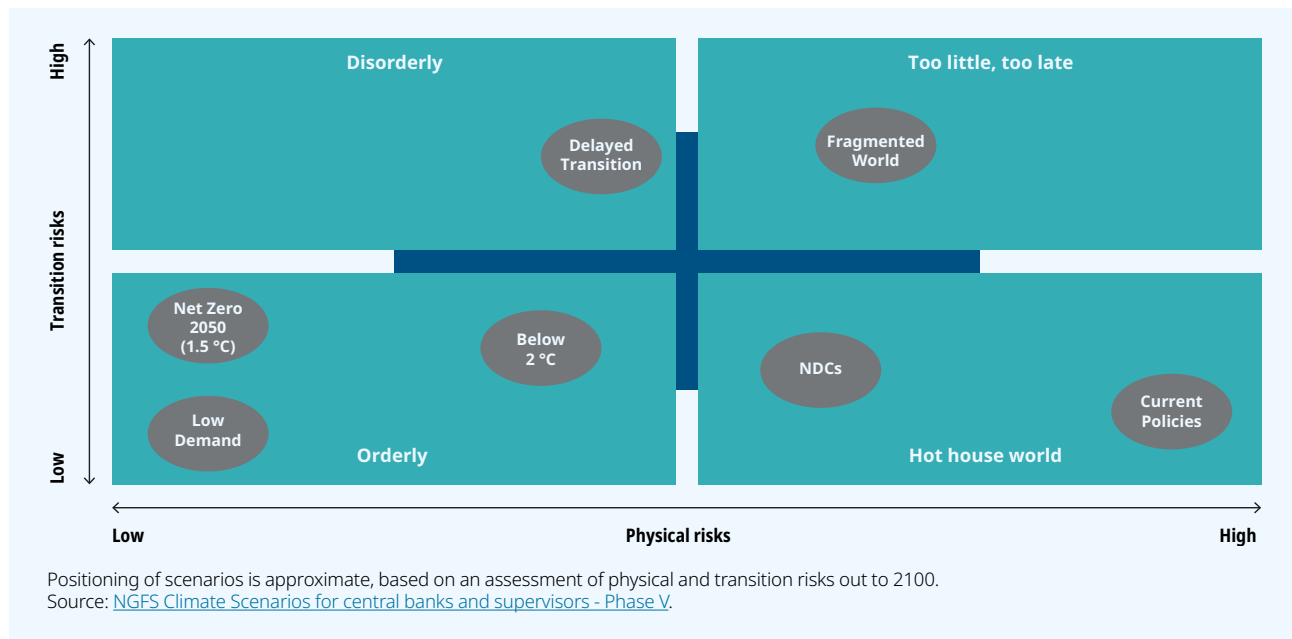 High
Transition risks
Low
Disorderly
Delayed
Transition
Too little, too late
Fragmented
World
Net Zero
2050
(1.5 °C)
Below
2 °C
Low
Demand
Orderly
NDCs
Current
Policies
Hot house world
Low
Physical risks
High
Positioning of scenarios is approximate, based on an assessment of physical and transition risks out to 2100.
Source: NGFS Climate Scenarios for central banks and supervisors - Phase V.